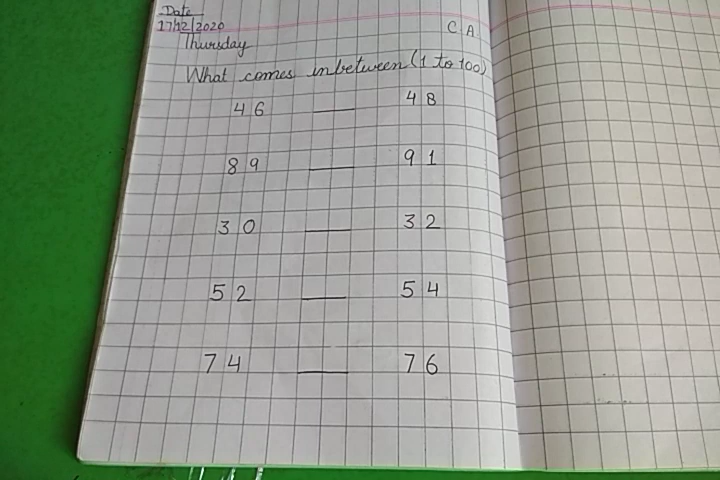 Date
17/12/2020
C.A
Thursday
What comes inbetween (1 to 100)
46 ___ 48
89 ___ 91
30 ___ 32
52 ___ 54
74 ___ 76